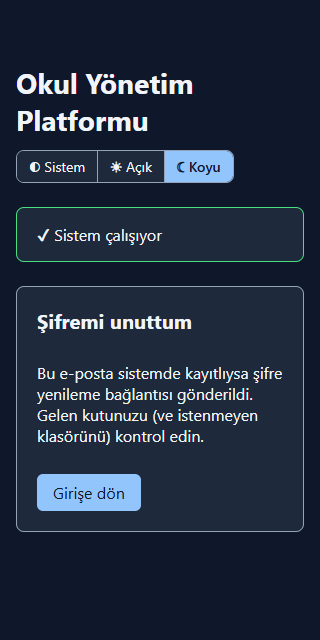 Okul Yönetim
Platformu
◐ Sistem
☀ Açık
☾ Koyu
✓ Sistem çalışıyor
Şifremi unuttum
Bu e-posta sistemde kayıtlıysa şifre
yenileme bağlantısı gönderildi.
Gelen kutunuzu (ve istenmeyen
klasörünü) kontrol edin.
Girişe dön